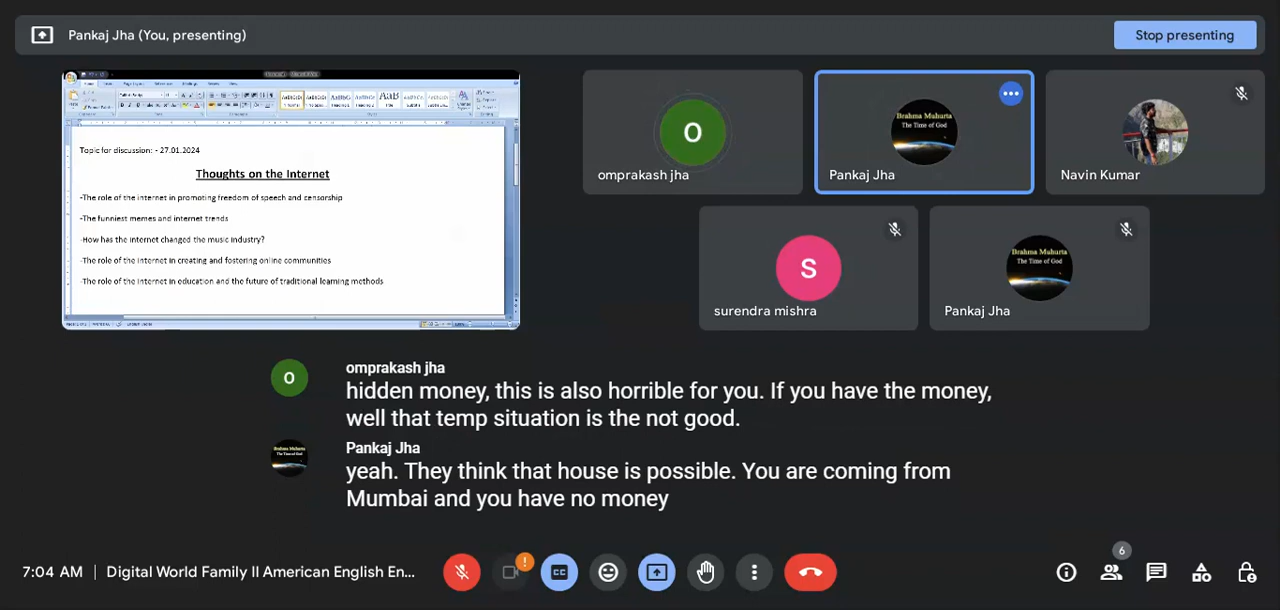 Pankaj Jha (You, presenting)
Stop presenting
Topic for discussion: - 27.01.2024
Thoughts on the Internet
-The role of the internet in promoting freedom of speech and censorship
-The funniest memes and internet trends
-How has the internet changed the music industry?
-The role of the internet in creating and fostering online communities
-The role of the internet in education and the future of traditional learning methods
O
omprakash jha
Brahma Muhurta
The Time of God
Pankaj Jha
Navin Kumar
S
surendra mishra
Brahma Muhurta
The Time of God
Pankaj Jha
O
omprakash jha
hidden money, this is also horrible for you. If you have the money,
well that temp situation is the not good.
Pankaj Jha
yeah. They think that house is possible. You are coming from
Mumbai and you have no money
7:04 AM | Digital World Family II American English En...
CC
6